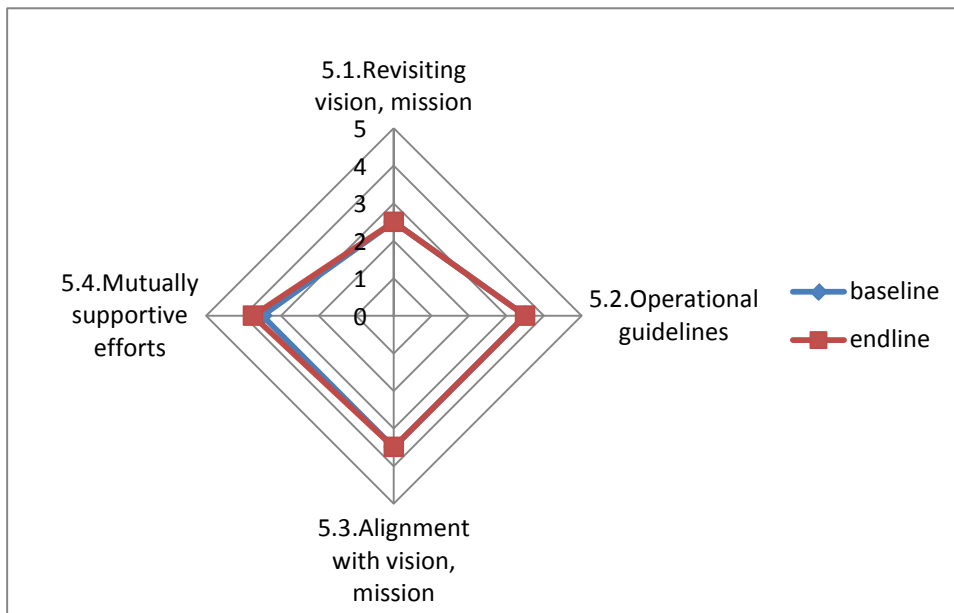 5.1.Revisiting
vision, mission
5
4
3
2
1
0
5.2.Operational
guidelines
5.3.Alignment
with vision,
mission
5.4.Mutually
supportive
efforts
baseline
endline